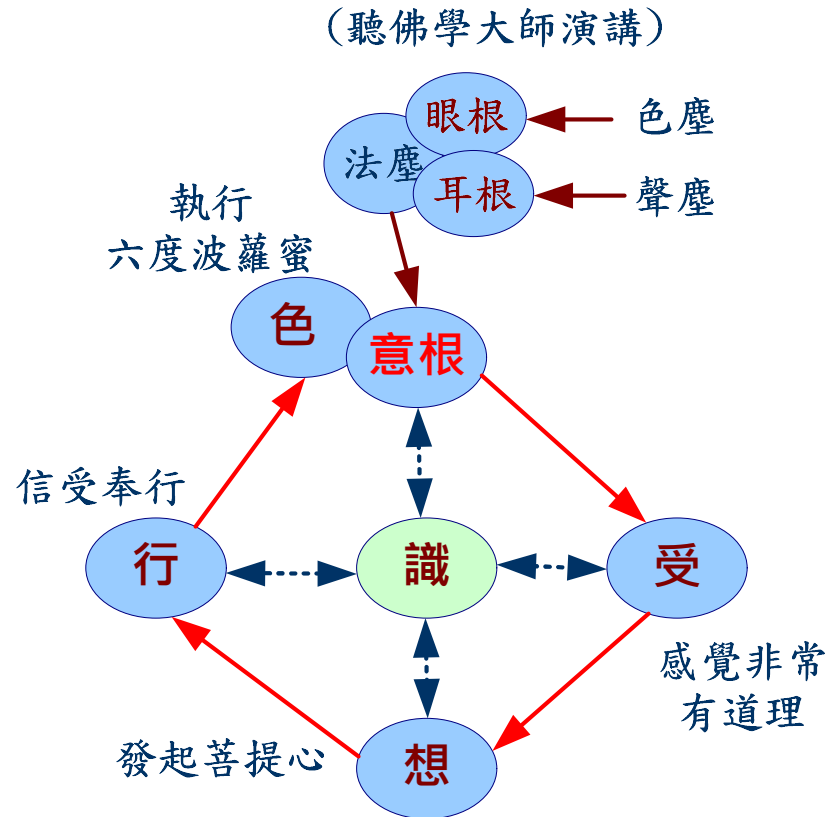 （聽佛學大師演講）
眼根
色塵
法塵
耳根
聲塵
執行
六度波蘿蜜
色
意根
信受奉行
行
識
受
感覺非常
有道理
發起菩提心
想